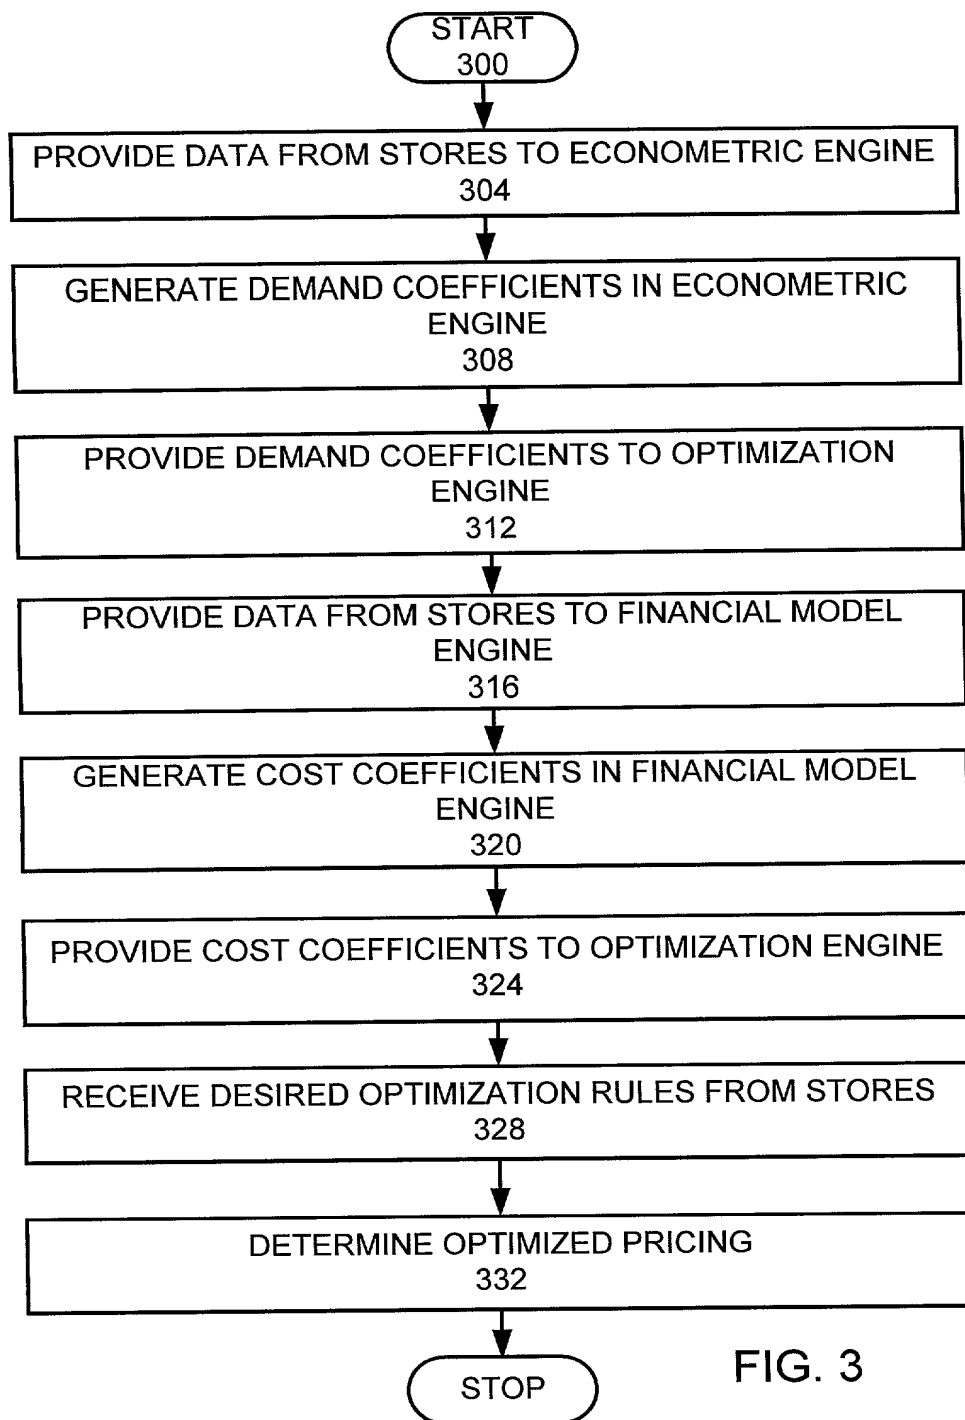 START
300
PROVIDE DATA FROM STORES TO ECONOMETRIC ENGINE
304
GENERATE DEMAND COEFFICIENTS IN ECONOMETRIC
ENGINE
308
PROVIDE DEMAND COEFFICIENTS TO OPTIMIZATION
ENGINE
312
PROVIDE DATA FROM STORES TO FINANCIAL MODEL
ENGINE
316
GENERATE COST COEFFICIENTS IN FINANCIAL MODEL
ENGINE
320
PROVIDE COST COEFFICIENTS TO OPTIMIZATION ENGINE
324
RECEIVE DESIRED OPTIMIZATION RULES FROM STORES
328
DETERMINE OPTIMIZED PRICING
332
STOP
FIG. 3